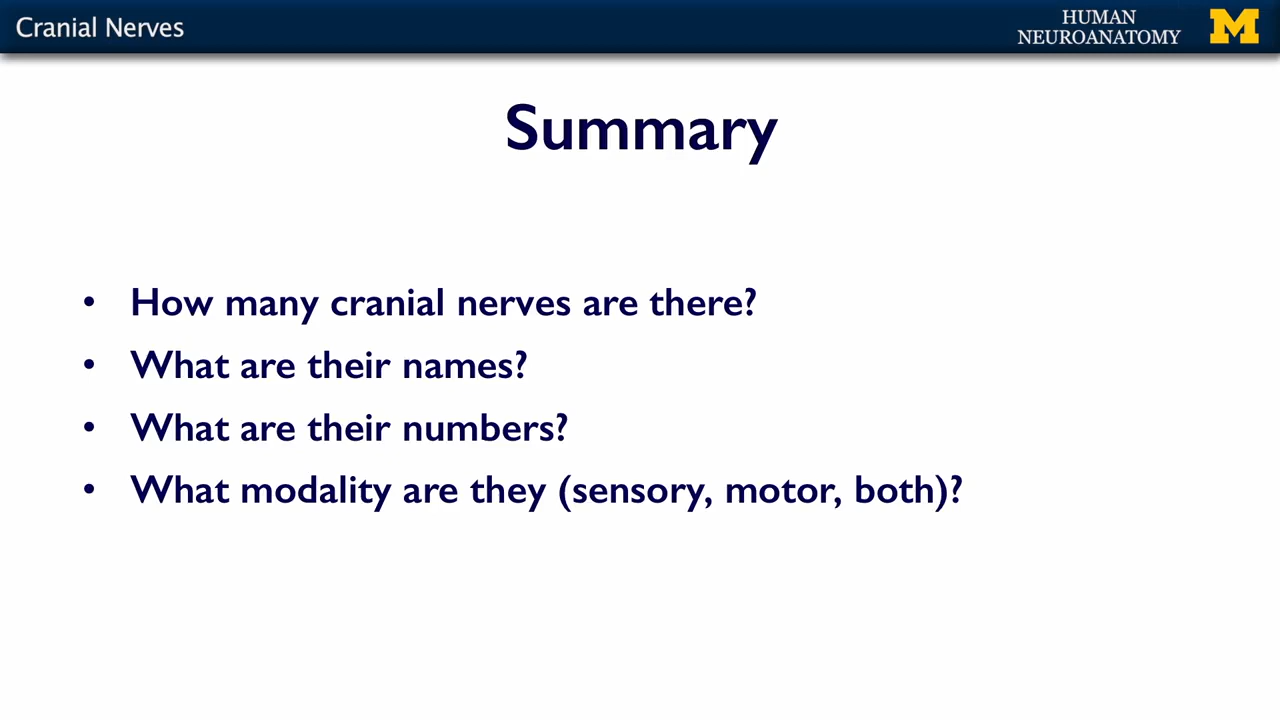 Cranial Nerves
HUMAN
NEUROANATOMY
M
Summary
• How many cranial nerves are there?
• What are their names?
• What are their numbers?
• What modality are they (sensory, motor, both)?